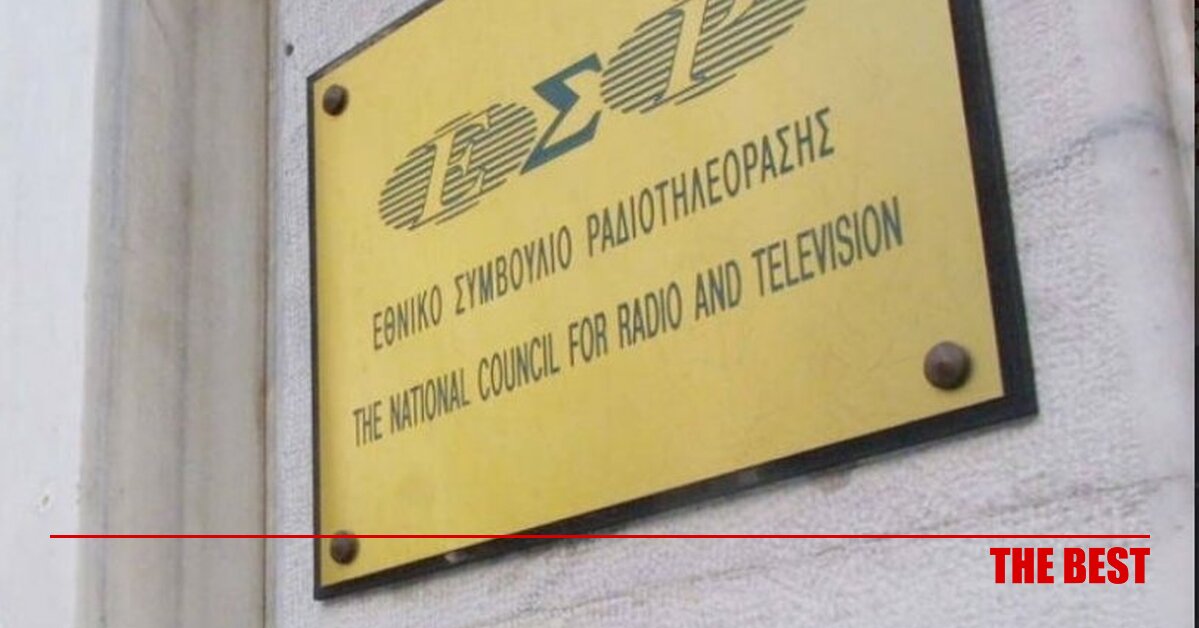 ΕΣΡ
ΕΘΝΙΚΟ ΣΥΜΒΟΥΛΙΟ ΡΑΔΙΟΤΗΛΕΟΡΑΣΗΣ
THE NATIONAL COUNCIL FOR RADIO AND TELEVISION
THE BEST